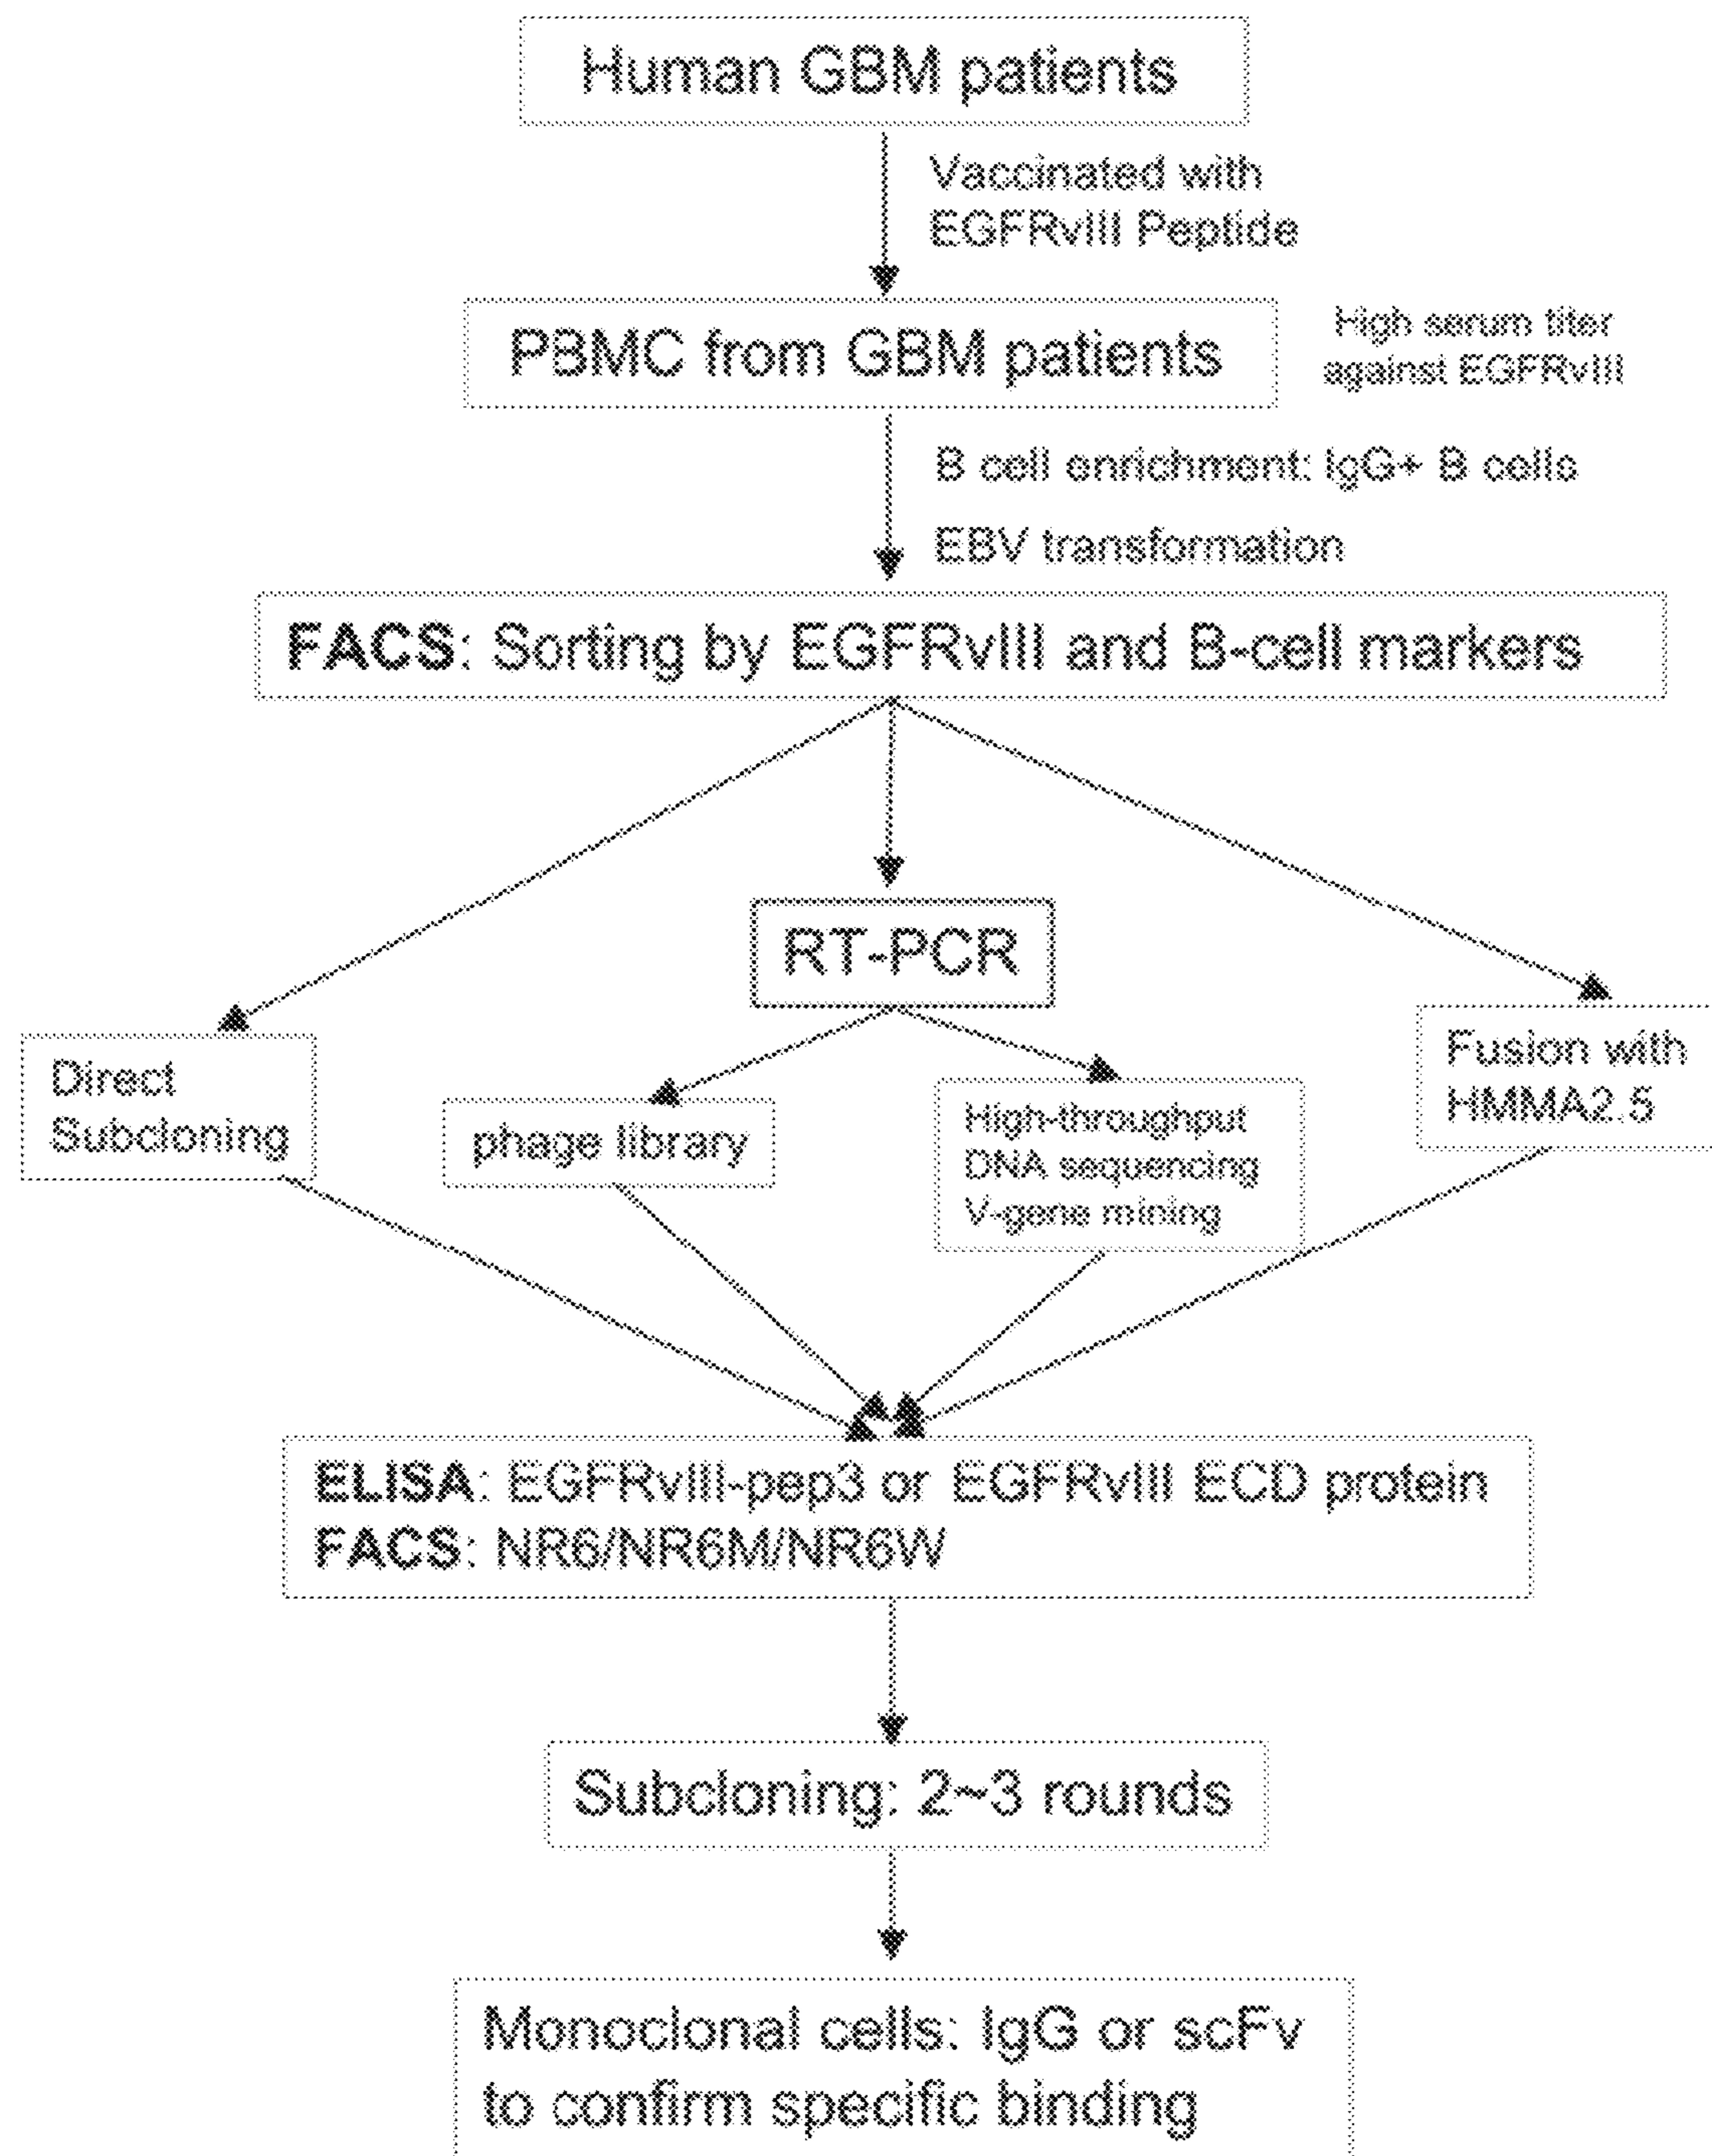 Human GBM patients
Vaccinated with
EGFRvIII Peptide
PBMC from GBM patients
High serum titer
against EGFRvIII
B cell enrichment: IgG+ B cells
EBV transformation
FACS: Sorting by EGFRvIII and B-cell markers
RT-PCR
Direct
Subcloning
phage library
High-throughput
DNA sequencing
V-gene mining
Fusion with
HMMA2.5
ELISA: EGFRvIII-pep3 or EGFRvIII ECD protein
FACS: NR6/NR6M/NR6W
Subcloning: 2~3 rounds
Monoclonal cells: IgG or scFv
to confirm specific binding